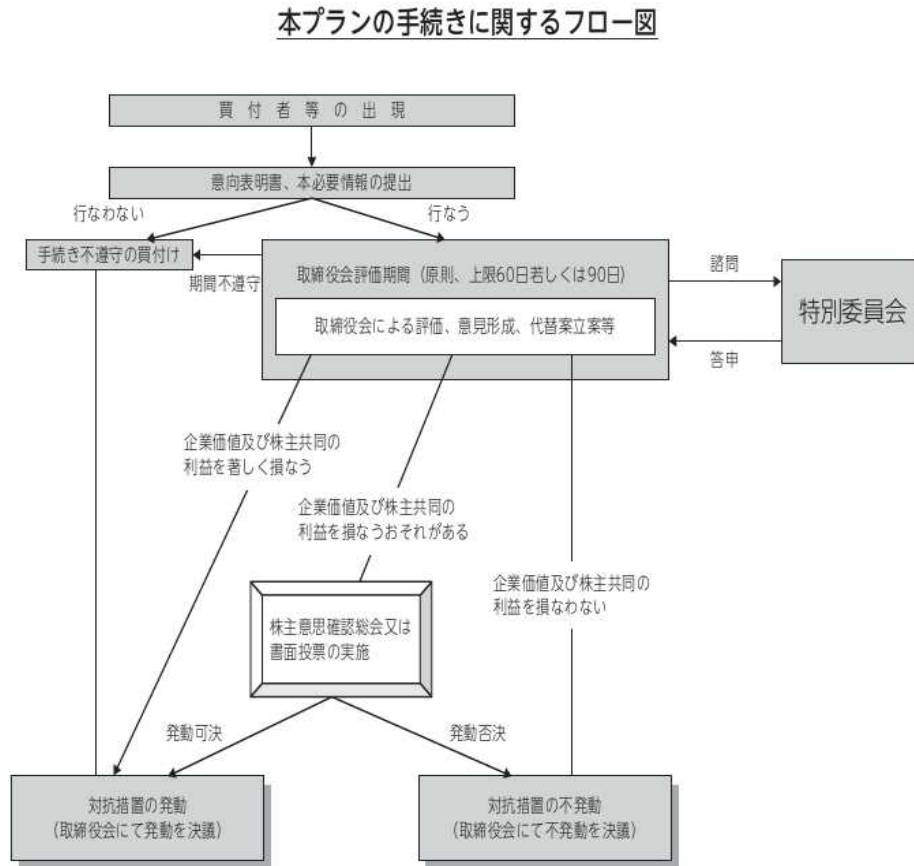 本プランの手続きに関するフロー図
買付者等の出現
意向表明書、本必要情報の提出
行なわない
行なう
手続き不遵守の買付け
期間不遵守
取締役会評価期間（原則、上限60日若しくは90日）
取締役会による評価、意見形成、代替案立案等
諮問
特別委員会
答申
企業価値及び株主共同の
利益を著しく損なう
企業価値及び株主共同の
利益を損なうおそれがある
企業価値及び株主共同の
利益を損なわない
株主意思確認総会又は
書面投票の実施
発動可決
発動否決
対抗措置の発動
（取締役会にて発動を決議）
対抗措置の不発動
（取締役会にて不発動を決議）